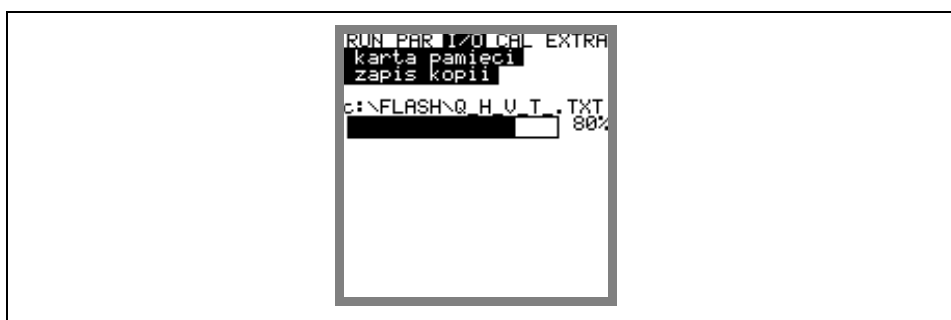 RUN PAR I/O CAL EXTRA
karta pamieci
zapis kopii
c:\FLASH\Q_H_V_T_.TXT
80%